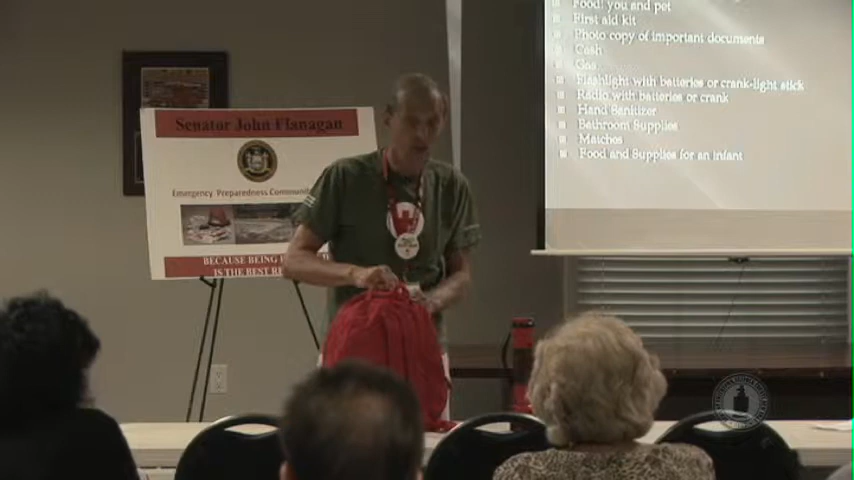 Food! you and pet
First aid kit
Photo copy of important documents
Cash
Gas
Flashlight with batteries or crank-light stick
Radio with batteries or crank
Hand Sanitizer
Bathroom Supplies
Matches
Food and Supplies for an infant
Senator John Flanagan
Emergency Preparedness
BECAUSE BEING
IS THE BEST